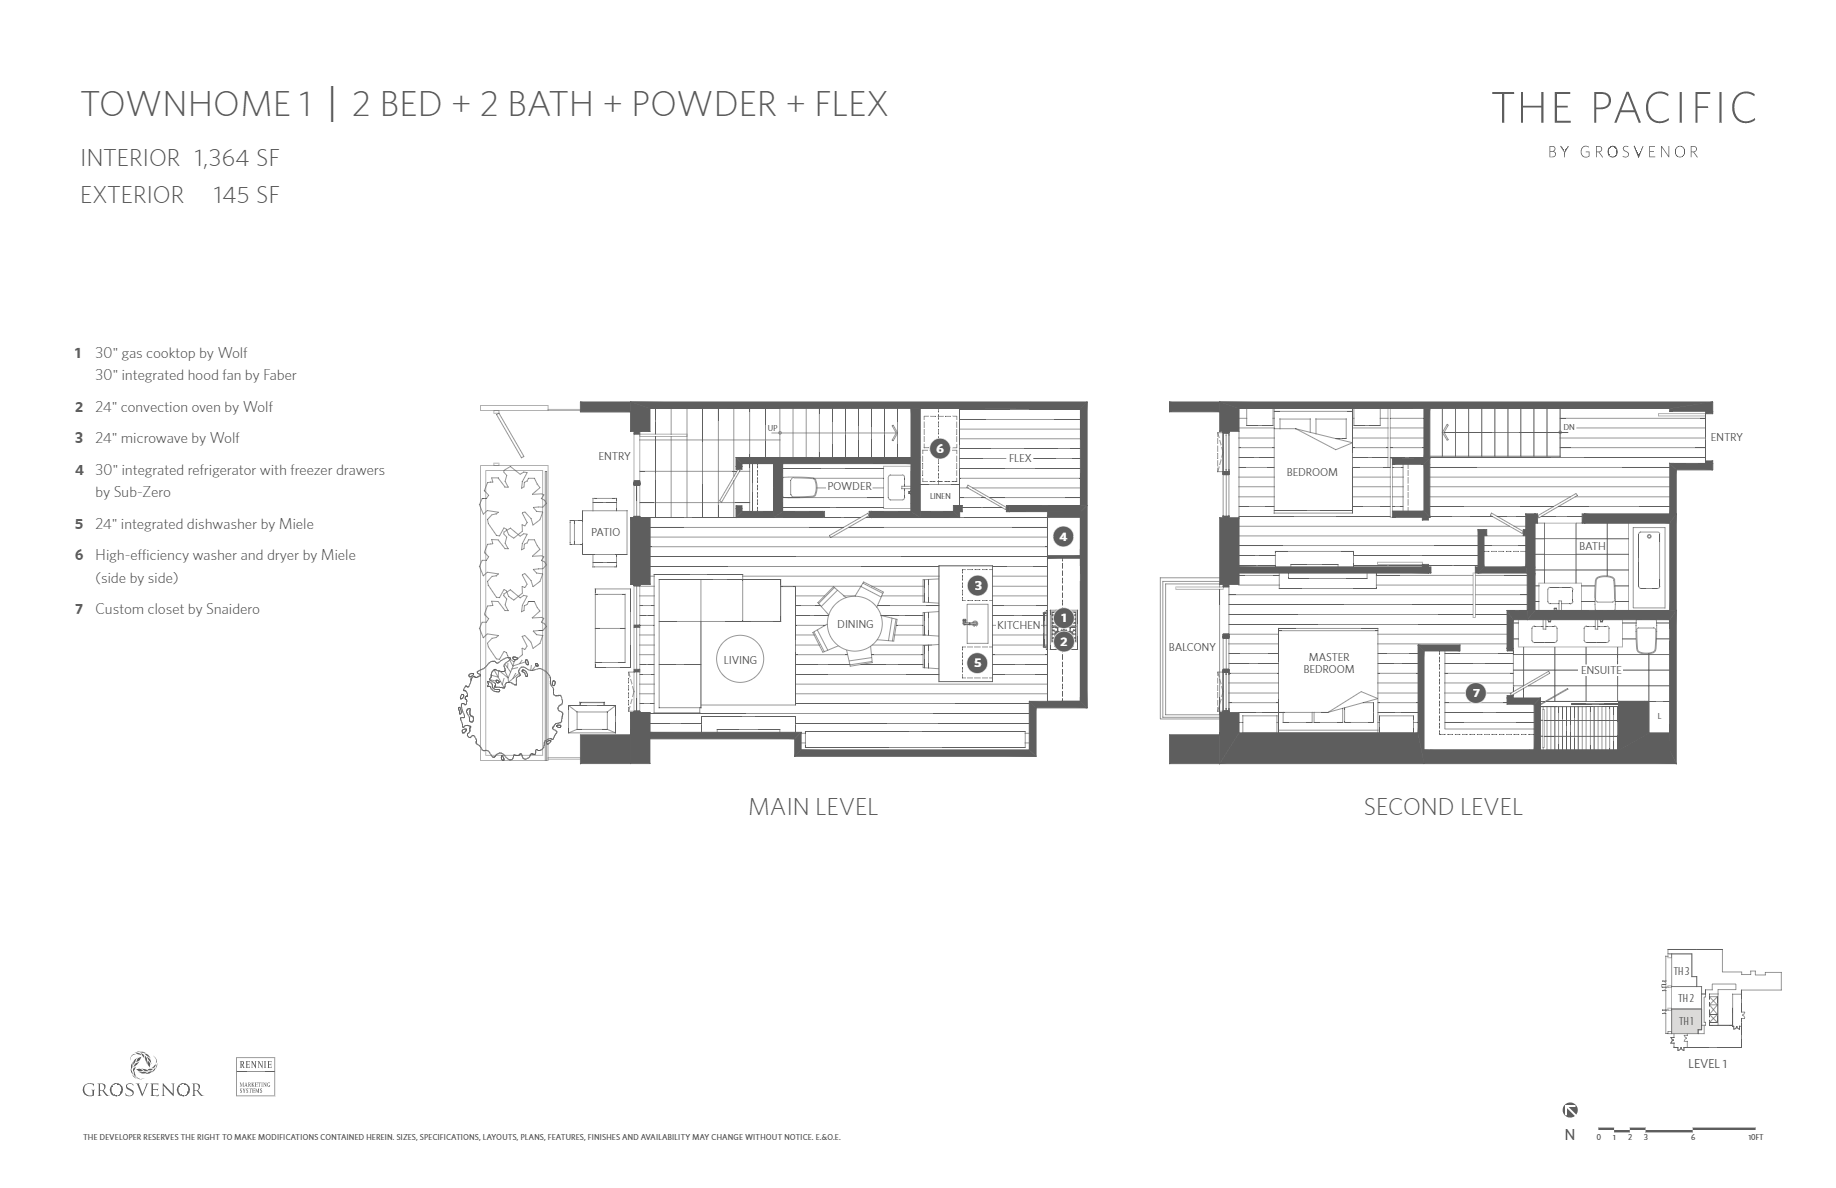 TOWNHOME 1 | 2 BED + 2 BATH + POWDER + FLEX
INTERIOR 1,364 SF
EXTERIOR 145 SF
THE PACIFIC
BY GROSVENOR
1 30" gas cooktop by Wolf
30" integrated hood fan by Faber
2 24" convection oven by Wolf
3 24" microwave by Wolf
4 30" integrated refrigerator with freezer drawers
by Sub-Zero
5 24" integrated dishwasher by Miele
6 High-efficiency washer and dryer by Miele
(side by side)
7 Custom closet by Snaidero
ENTRY
UP
6
FLEX
POWDER
LINEN
PATIO
4
3
DINING
KITCHEN
1
2
LIVING
5
MAIN LEVEL
DN
ENTRY
BEDROOM
BATH
BALCONY
MASTER
BEDROOM
ENSUITE
7
L
SECOND LEVEL
TH 3
TH 2
TH 1
LEVEL 1
GROSVENOR
RENNIE
MARKETING
SYSTEMS
N
0 1 2 3 6 10FT
THE DEVELOPER RESERVES THE RIGHT TO MAKE MODIFICATIONS CONTAINED HEREIN. SIZES, SPECIFICATIONS, LAYOUTS, PLANS, FEATURES, FINISHES AND AVAILABILITY MAY CHANGE WITHOUT NOTICE. E.&O.E.